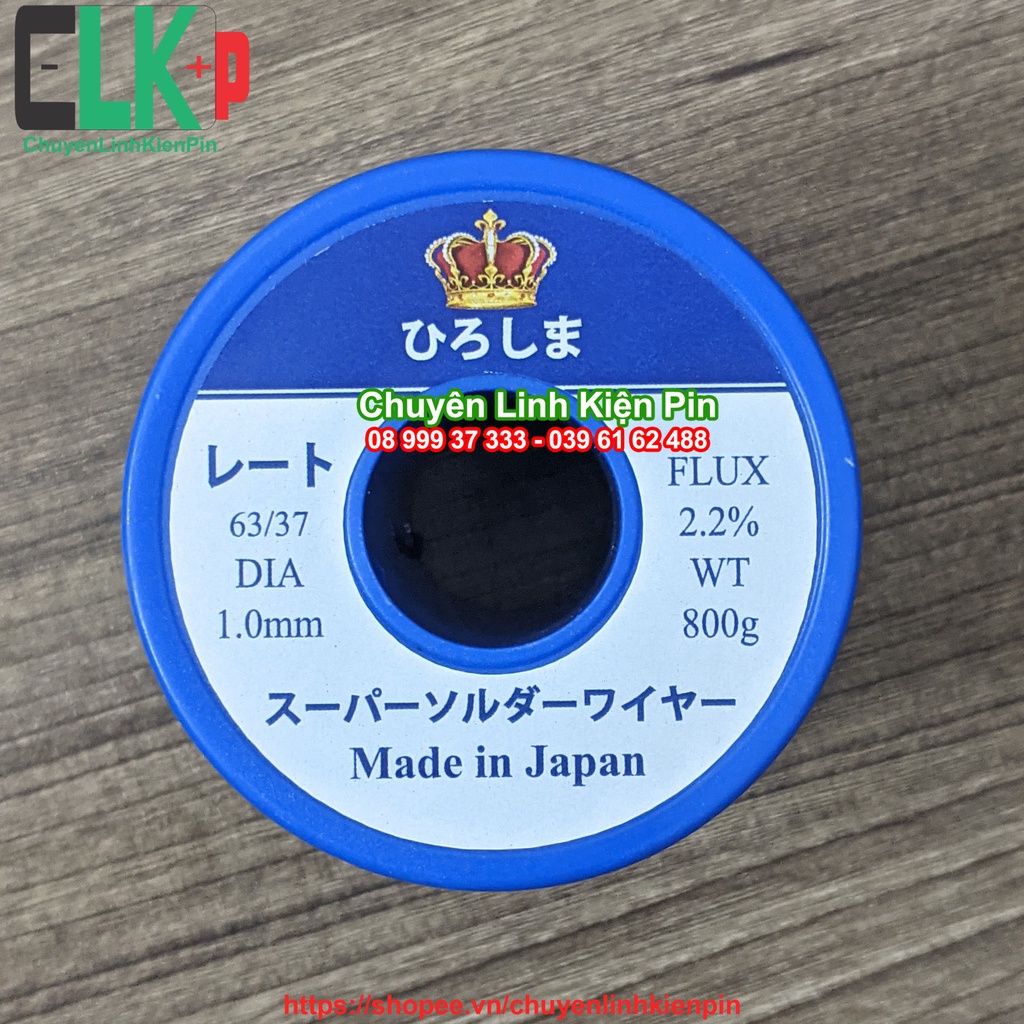 CLK+P
ChuyenLinhKienPin
ひろしま
Chuyên Linh Kiện Pin
08 999 37 333 - 039 61 62 488
レート
63/37
DIA
1.0mm
FLUX
2.2%
WT
800g
スーパーソルダーワイヤー
Made in Japan
https://shopee.vn/chuyenlinhkienpin